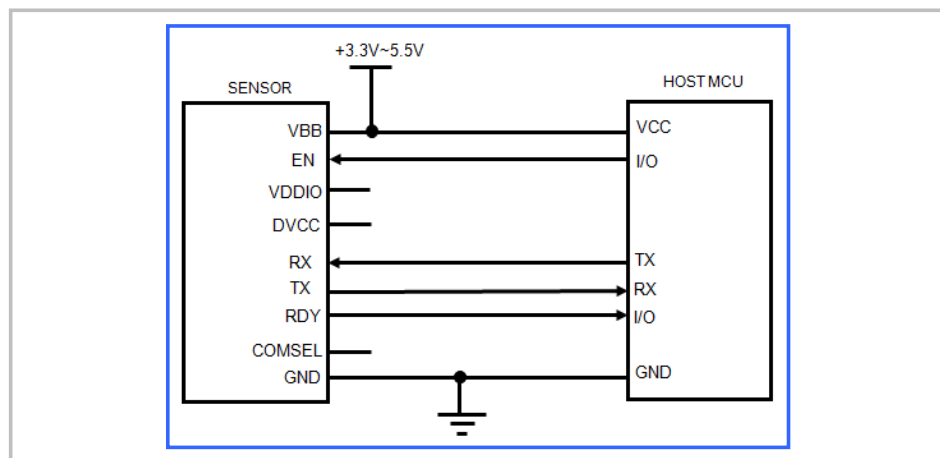 +3.3V~5.5V
SENSOR
HOST MCU
VBB
VCC
EN
I/O
VDDIO
DVCC
RX
TX
TX
RX
RDY
I/O
COMSEL
GND
GND